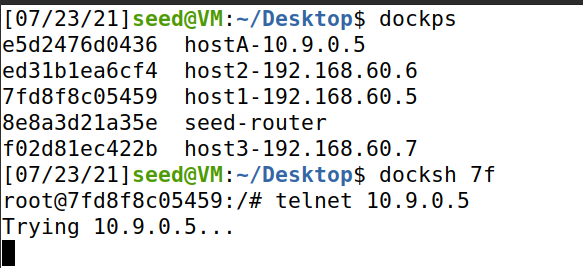 [07/23/21]seed@VM:~/Desktop$ dockps
e5d2476d0436  hostA-10.9.0.5
ed31b1ea6cf4  host2-192.168.60.6
7fd8f8c05459  host1-192.168.60.5
8e8a3d21a35e  seed-router
f02d81ec422b  host3-192.168.60.7
[07/23/21]seed@VM:~/Desktop$ docksh 7f
root@7fd8f8c05459:/# telnet 10.9.0.5
Trying 10.9.0.5...